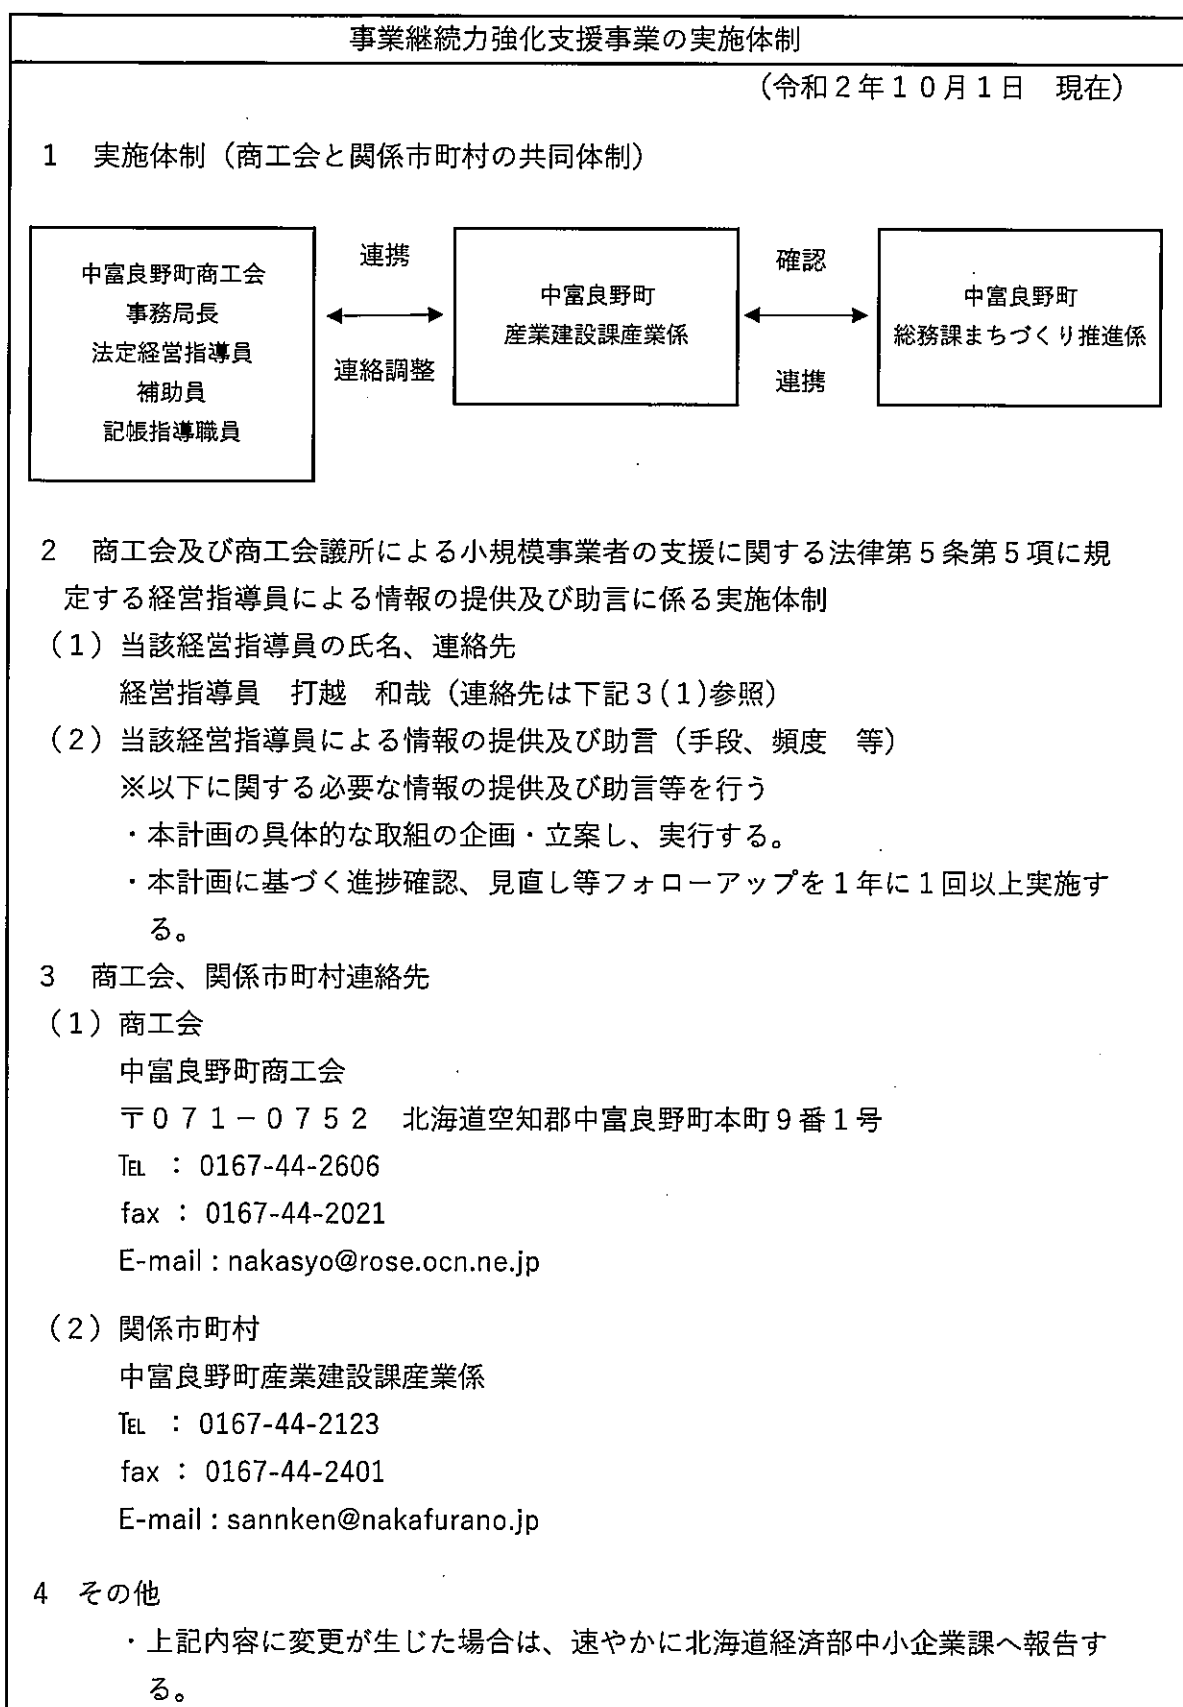 事業継続力強化支援事業の実施体制
（令和２年１０月１日　現在）
１　実施体制（商工会と関係市町村の共同体制）
中富良野町商工会
事務局長
法定経営指導員
補助員
記帳指導職員
連携
連絡調整
中富良野町
産業建設課産業係
確認
連携
中富良野町
総務課まちづくり推進係
２　商工会及び商工会議所による小規模事業者の支援に関する法律第５条第５項に規
定する経営指導員による情報の提供及び助言に係る実施体制
（１）当該経営指導員の氏名、連絡先
経営指導員　打越　和哉（連絡先は下記３(１)参照）
（２）当該経営指導員による情報の提供及び助言（手段、頻度　等）
※以下に関する必要な情報の提供及び助言等を行う
・本計画の具体的な取組の企画・立案し、実行する。
・本計画に基づく進捗確認、見直し等フォローアップを１年に１回以上実施す
る。
３　商工会、関係市町村連絡先
（１）商工会
中富良野町商工会
〒０７１－０７５２　北海道空知郡中富良野町本町９番１号
℡ ： 0167-44-2606
fax ： 0167-44-2021
E-mail : nakasyo@rose.ocn.ne.jp
（２）関係市町村
中富良野町産業建設課産業係
℡ ： 0167-44-2123
fax ： 0167-44-2401
E-mail : sannken@nakafurano.jp
４　その他
・上記内容に変更が生じた場合は、速やかに北海道経済部中小企業課へ報告す
る。